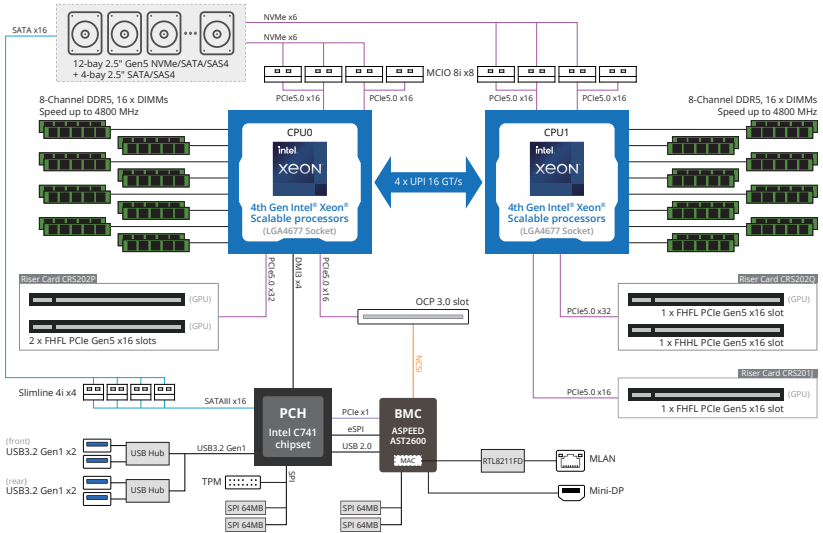 SATA x16
NVMe x6
NVMe x6
12-bay 2.5" Gen5 NVMe/SATA/SAS4
+ 4-bay 2.5" SATA/SAS4
MCIO 8i x8
PCIe5.0 x16
PCIe5.0 x16
PCIe5.0 x16
PCIe5.0 x16
8-Channel DDR5, 16 x DIMMs
Speed up to 4800 MHz
8-Channel DDR5, 16 x DIMMs
Speed up to 4800 MHz
CPU0
intel.
XEON
4th Gen Intel® Xeon®
Scalable processors
(LGA4677 Socket)
4 x UPI 16 GT/s
CPU1
intel.
XEON
4th Gen Intel® Xeon®
Scalable processors
(LGA4677 Socket)
PCIe5.0 x32
DMI3 x4
PCIe5.0 x16
Riser Card CRS202P
(GPU)
(GPU)
2 x FHFL PCIe Gen5 x16 slots
OCP 3.0 slot
NCSI
PCIe5.0 x32
Riser Card CRS202Q
(GPU)
1 x FHFL PCIe Gen5 x16 slot
1 x FHHL PCIe Gen5 x16 slot
PCIe5.0 x16
Riser Card CRS201J
(GPU)
1 x FHFL PCIe Gen5 x16 slot
Slimline 4i x4
SATAIII x16
PCH
Intel C741
chipset
PCIe x1
eSPI
USB 2.0
BMC
ASPEED
AST2600
MAC
RTL8211FD
MLAN
Mini-DP
(front)
USB3.2 Gen1 x2
USB Hub
USB3.2 Gen1
(rear)
USB3.2 Gen1 x2
USB Hub
TPM
SPI
SPI 64MB
SPI 64MB
SPI 64MB
SPI 64MB